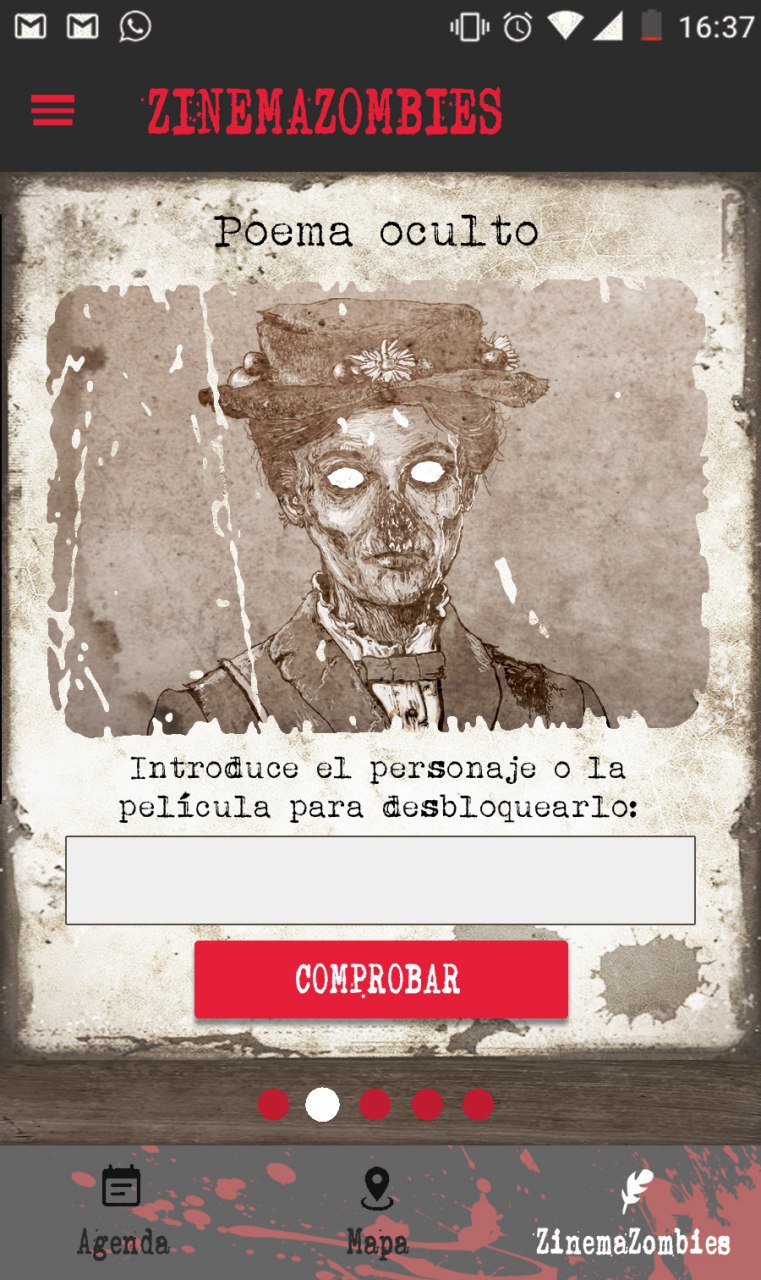 16:37
ZINEMAZOMBIES
Poema oculto
Introduce el personaje o la
película para desbloquearlo:
COMPROBAR
Agenda
Mapa
ZinemaZombies